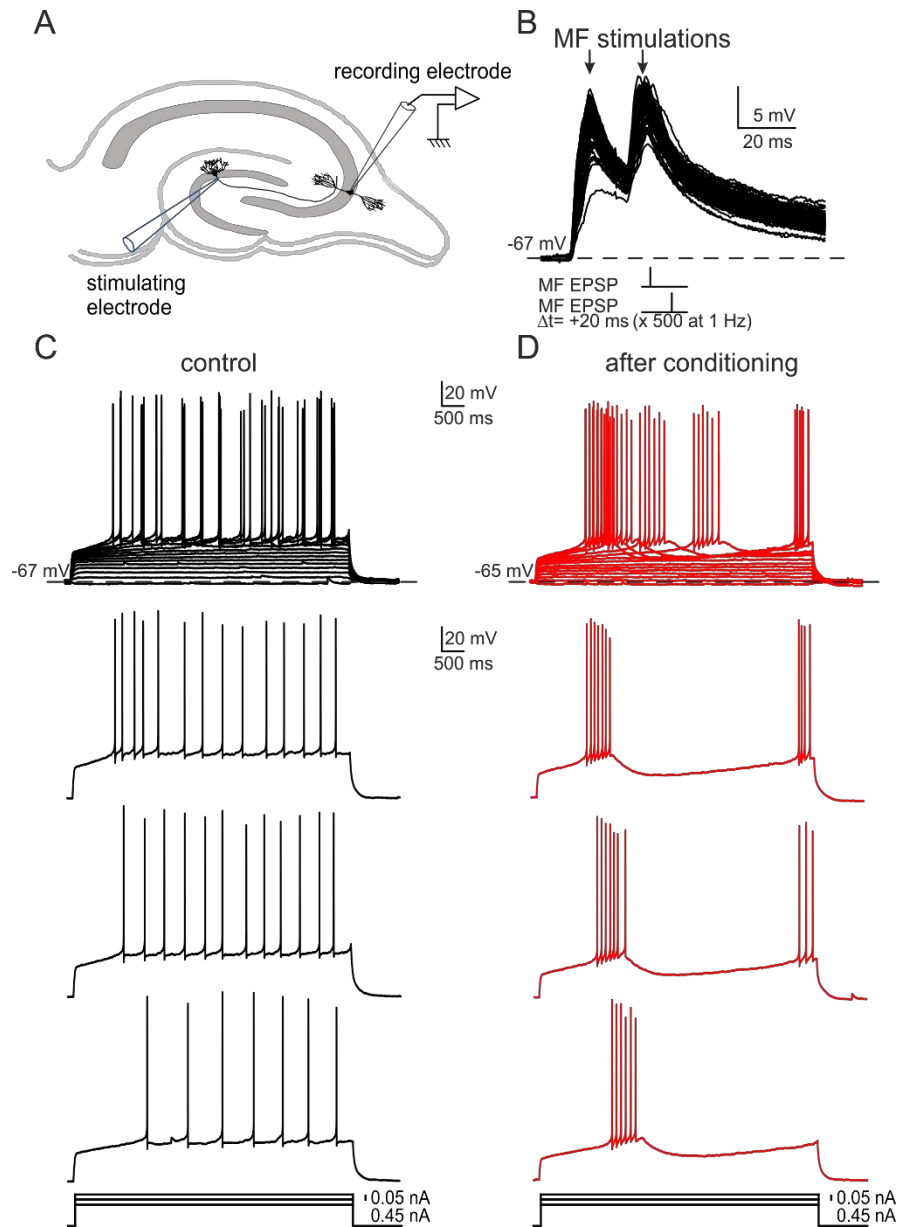 A
recording electrode
stimulating
electrode
B
MF stimulations
5 mV
20 ms
-67 mV
MF EPSP
MF EPSP
Δt= +20 ms (x 500 at 1 Hz)
C
control
20 mV
500 ms
-67 mV
20 mV
500 ms
0.05 nA
0.45 nA
D
after conditioning
-65 mV
0.05 nA
0.45 nA